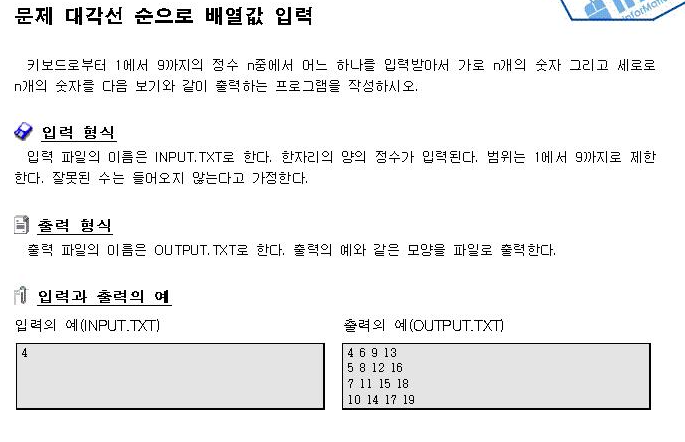 문제 대각선 순으로 배열값 입력
키보드로부터 1에서 9까지의 정수 n중에서 어느 하나를 입력받아서 가로 n개의 숫자 그리고 세로로
n개의 숫자를 다음 보기와 같이 출력하는 프로그램을 작성하시오.
입력 형식
입력 파일의 이름은 INPUT.TXT로 한다. 한자리의 양의 정수가 입력된다. 범위는 1에서 9까지로 제한
한다. 잘못된 수는 들어오지 않는다고 가정한다.
출력 형식
출력 파일의 이름은 OUTPUT.TXT로 한다. 출력의 예와 같은 모양을 파일로 출력한다.
입력과 출력의 예
입력의 예(INPUT.TXT)
출력의 예(OUTPUT.TXT)
4
4 6 9 13
5 8 12 16
7 11 15 18
10 14 17 19